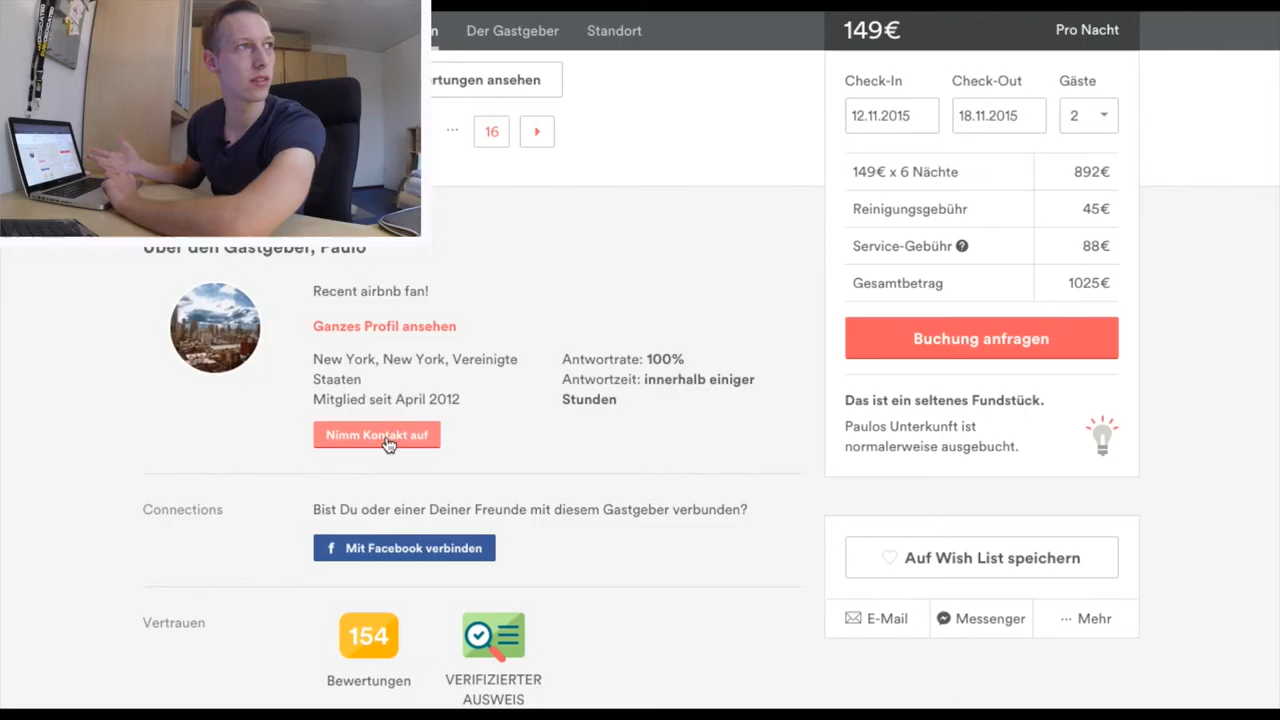 n Der Gastgeber Standort
149€ Pro Nacht
rtungen ansehen
... 16
Check-In Check-Out Gäste
12.11.2015 18.11.2015 2
149€ x 6 Nächte 892€
Reinigungsgebühr 45€
Service-Gebühr ? 88€
Gesamtbetrag 1025€
Buchung anfragen
Das ist ein seltenes Fundstück.
Paulos Unterkunft ist
normalerweise ausgebucht.
Über den Gastgeber, Paulo
Recent airbnb fan!
Ganzes Profil ansehen
New York, New York, Vereinigte
Staaten
Mitglied seit April 2012
Antwortrate: 100%
Antwortzeit: innerhalb einiger
Stunden
Nimm Kontakt auf
Connections
Bist Du oder einer Deiner Freunde mit diesem Gastgeber verbunden?
f Mit Facebook verbinden
Vertrauen
154
Bewertungen
VERIFIZIERTER
AUSWEIS
Auf Wish List speichern
E-Mail Messenger ... Mehr